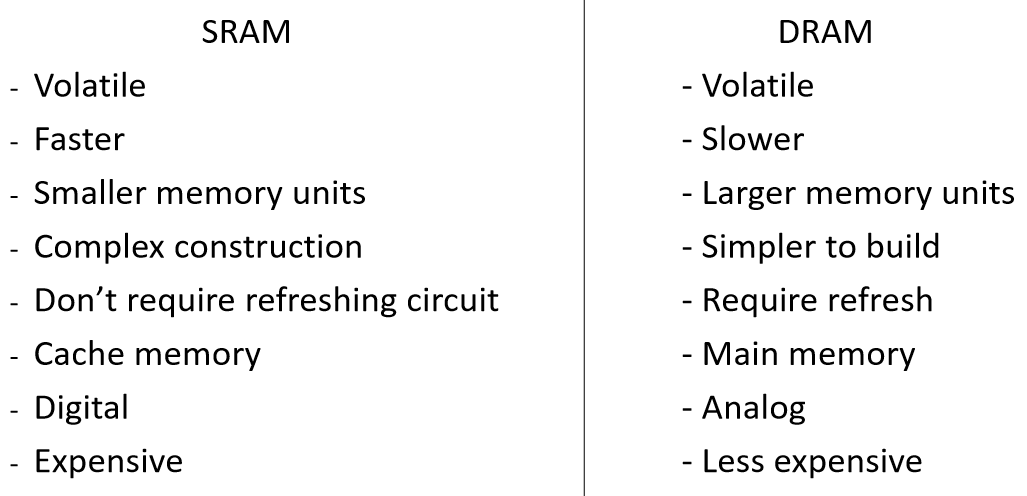 SRAM
- Volatile
- Faster
- Smaller memory units
- Complex construction
- Don’t require refreshing circuit
- Cache memory
- Digital
- Expensive
DRAM
- Volatile
- Slower
- Larger memory units
- Simpler to build
- Require refresh
- Main memory
- Analog
- Less expensive